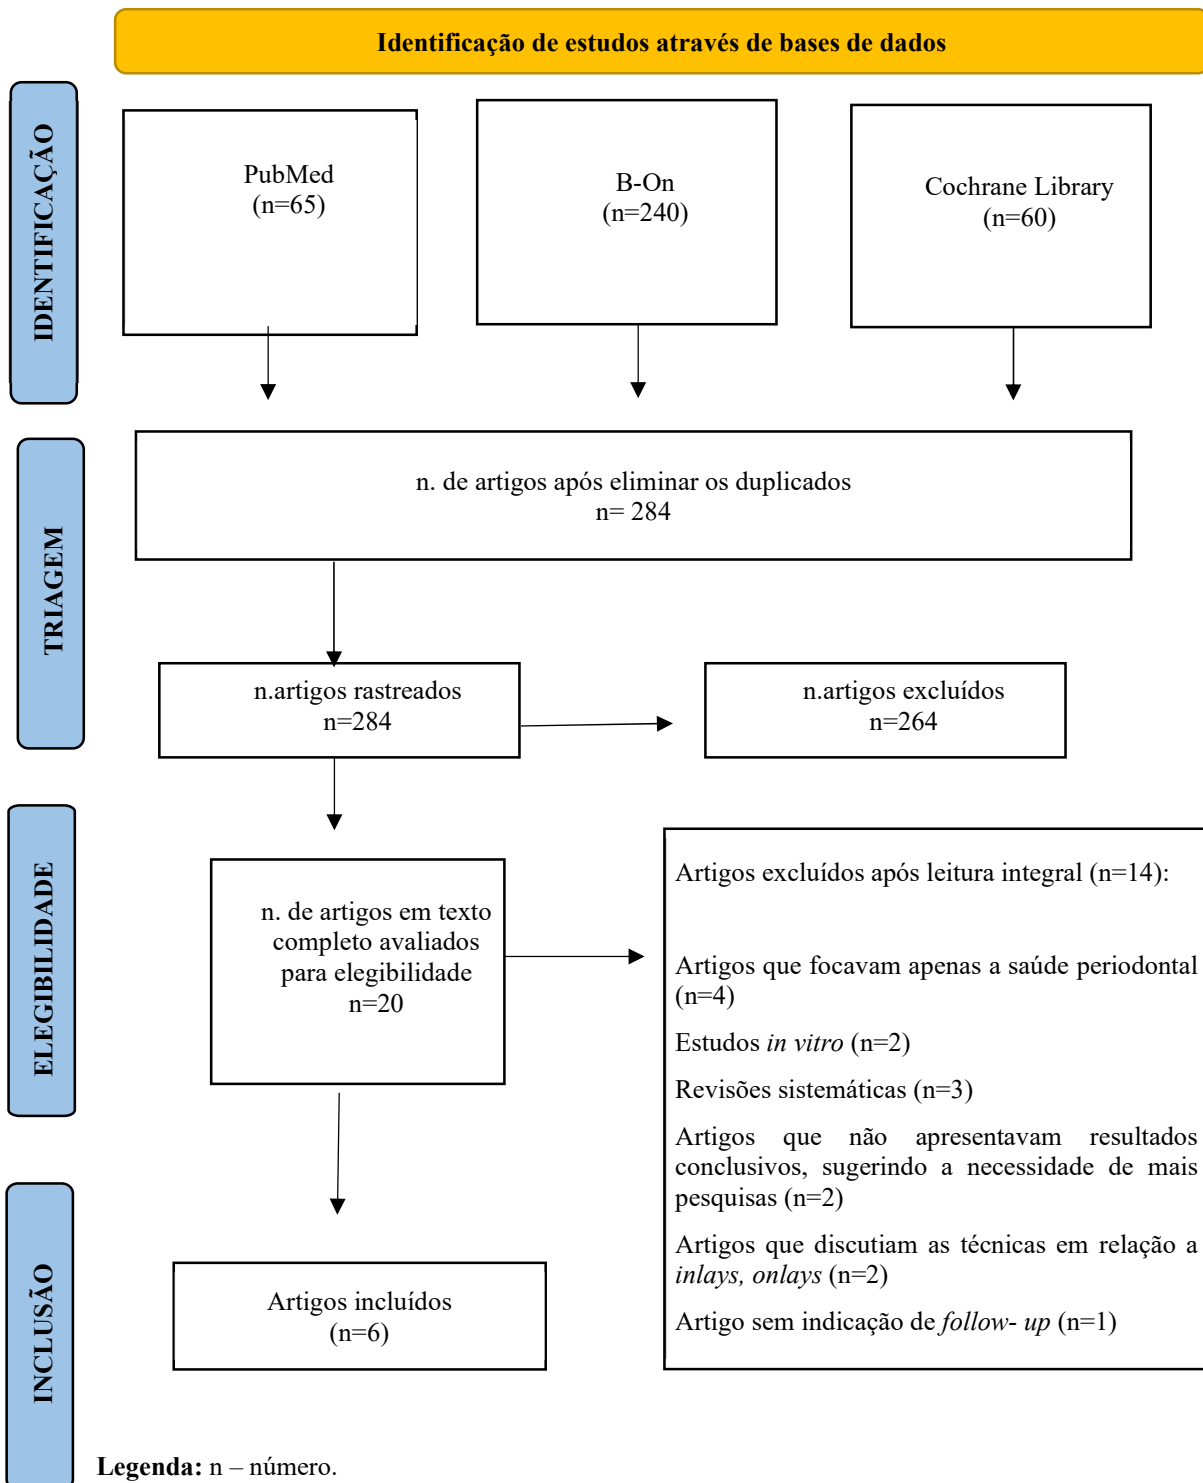 Identificação de estudos através de bases de dados
IDENTIFICAÇÃO
PubMed
(n=65)
B-On
(n=240)
Cochrane Library
(n=60)
TRIAGEM
n. de artigos após eliminar os duplicados
n= 284
n.artigos rastreados
n=284
n.artigos excluídos
n=264
ELEGIBILIDADE
n. de artigos em texto
completo avaliados
para elegibilidade
n=20
Artigos excluídos após leitura integral (n=14):
Artigos que focavam apenas a saúde periodontal
(n=4)
Estudos in vitro (n=2)
Revisões sistemáticas (n=3)
Artigos que não apresentavam resultados
conclusivos, sugerindo a necessidade de mais
pesquisas (n=2)
Artigos que discutiam as técnicas em relação a
inlays, onlays (n=2)
Artigo sem indicação de follow- up (n=1)
INCLUSÃO
Artigos incluídos
(n=6)
Legenda: n – número.